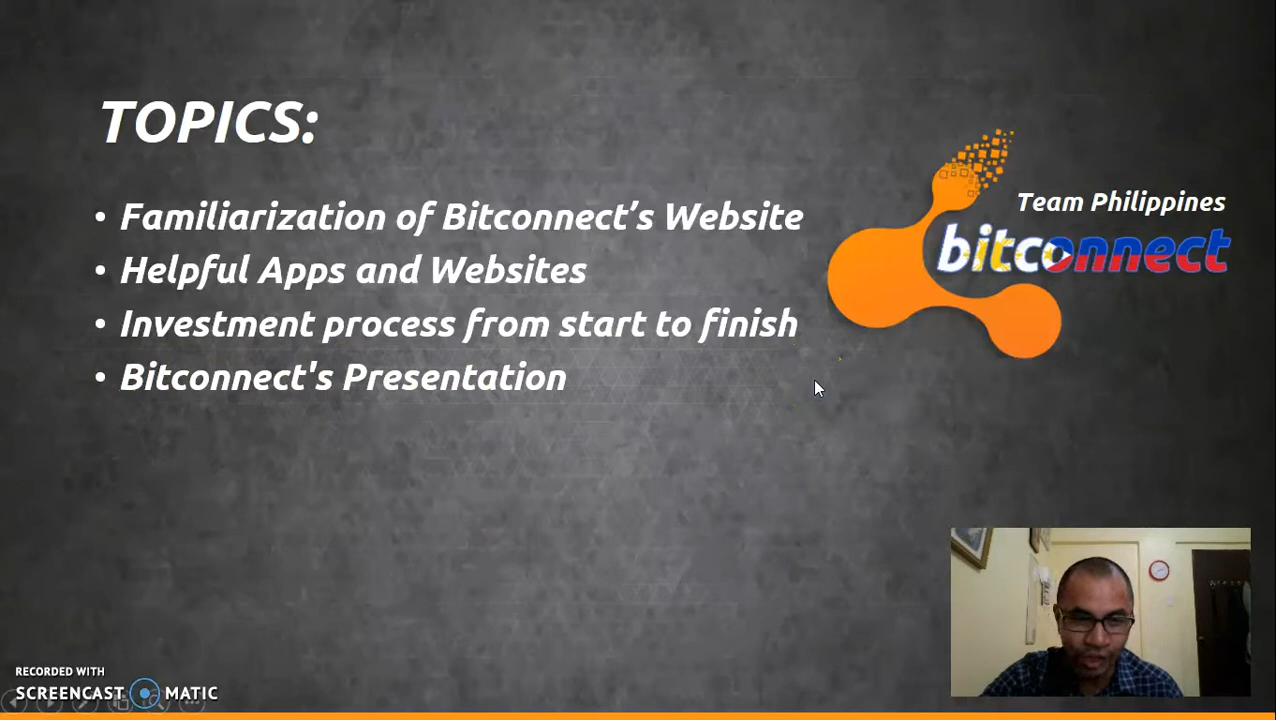 TOPICS:
• Familiarization of Bitconnect’s Website
• Helpful Apps and Websites
• Investment process from start to finish
• Bitconnect's Presentation
Team Philippines
bitconnect
RECORDED WITH
SCREENCAST MATIC